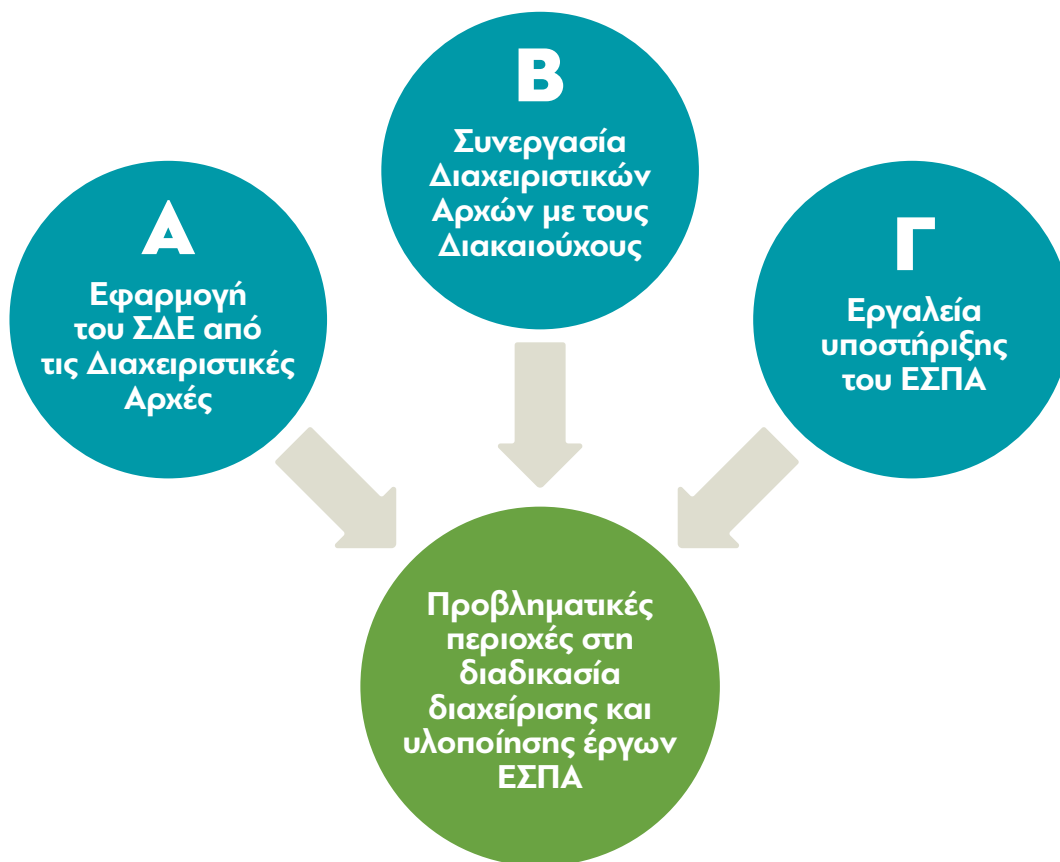 Α
Εφαρμογή
του ΣΔΕ από
τις Διαχειριστικές
Αρχές
Β
Συνεργασία
Διαχειριστικών
Αρχών με τους
Διακαιούχους
Γ
Εργαλεία
υποστήριξης
του ΕΣΠΑ
Προβληματικές
περιοχές στη
διαδικασία
διαχείρισης και
υλοποίησης έργων
ΕΣΠΑ